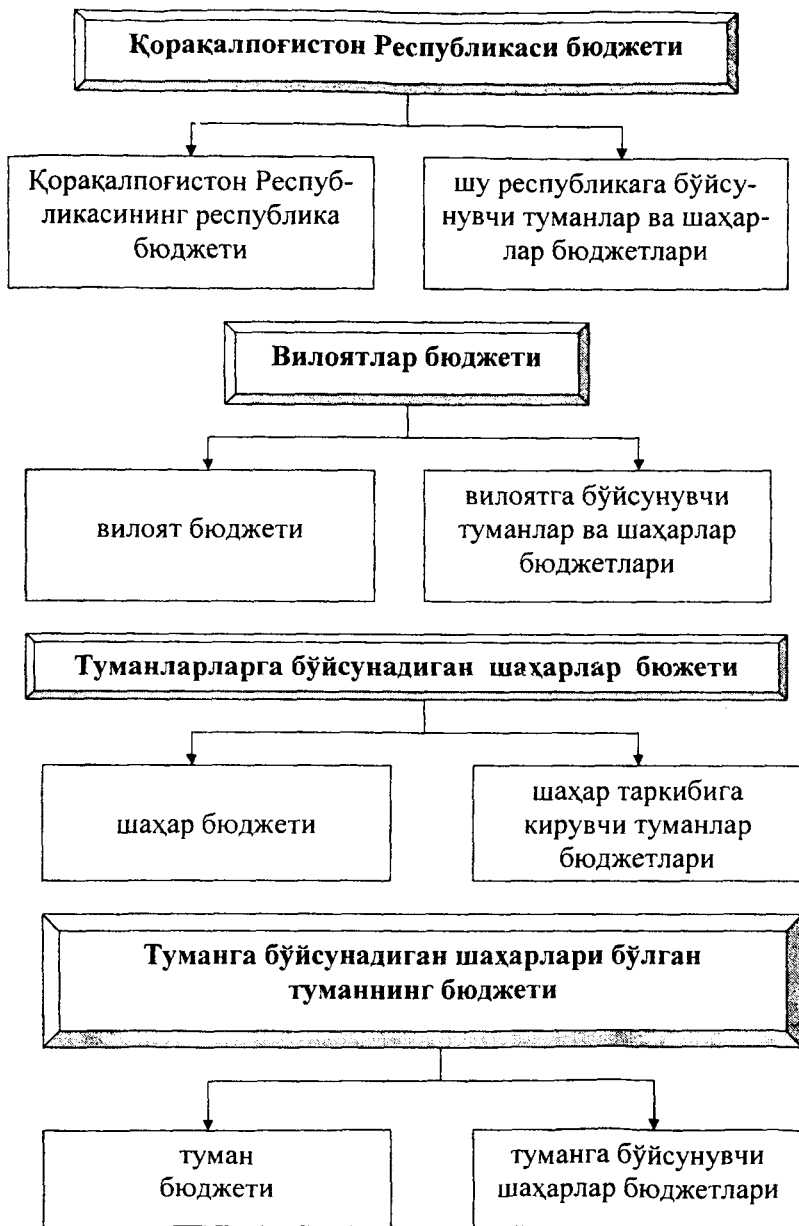 Қорақалпоғистон Республикаси бюджети
Қорақалпоғистон Респуб-
ликасининг республика
бюджети
шу республикага бўйсу-
нувчи туманлар ва шаҳар-
лар бюджетлари
Вилоятлар бюджети
вилоят бюджети
вилоятга бўйсунувчи
туманлар ва шаҳарлар
бюджетлари
Туманларларга бўйсунадиган шаҳарлар бюжети
шаҳар бюджети
шаҳар таркибига
кирувчи туманлар
бюджетлари
Туманга бўйсунадиган шаҳарлари бўлган
туманнинг бюджети
туман
бюджети
туманга бўйсунувчи
шаҳарлар бюджетлари